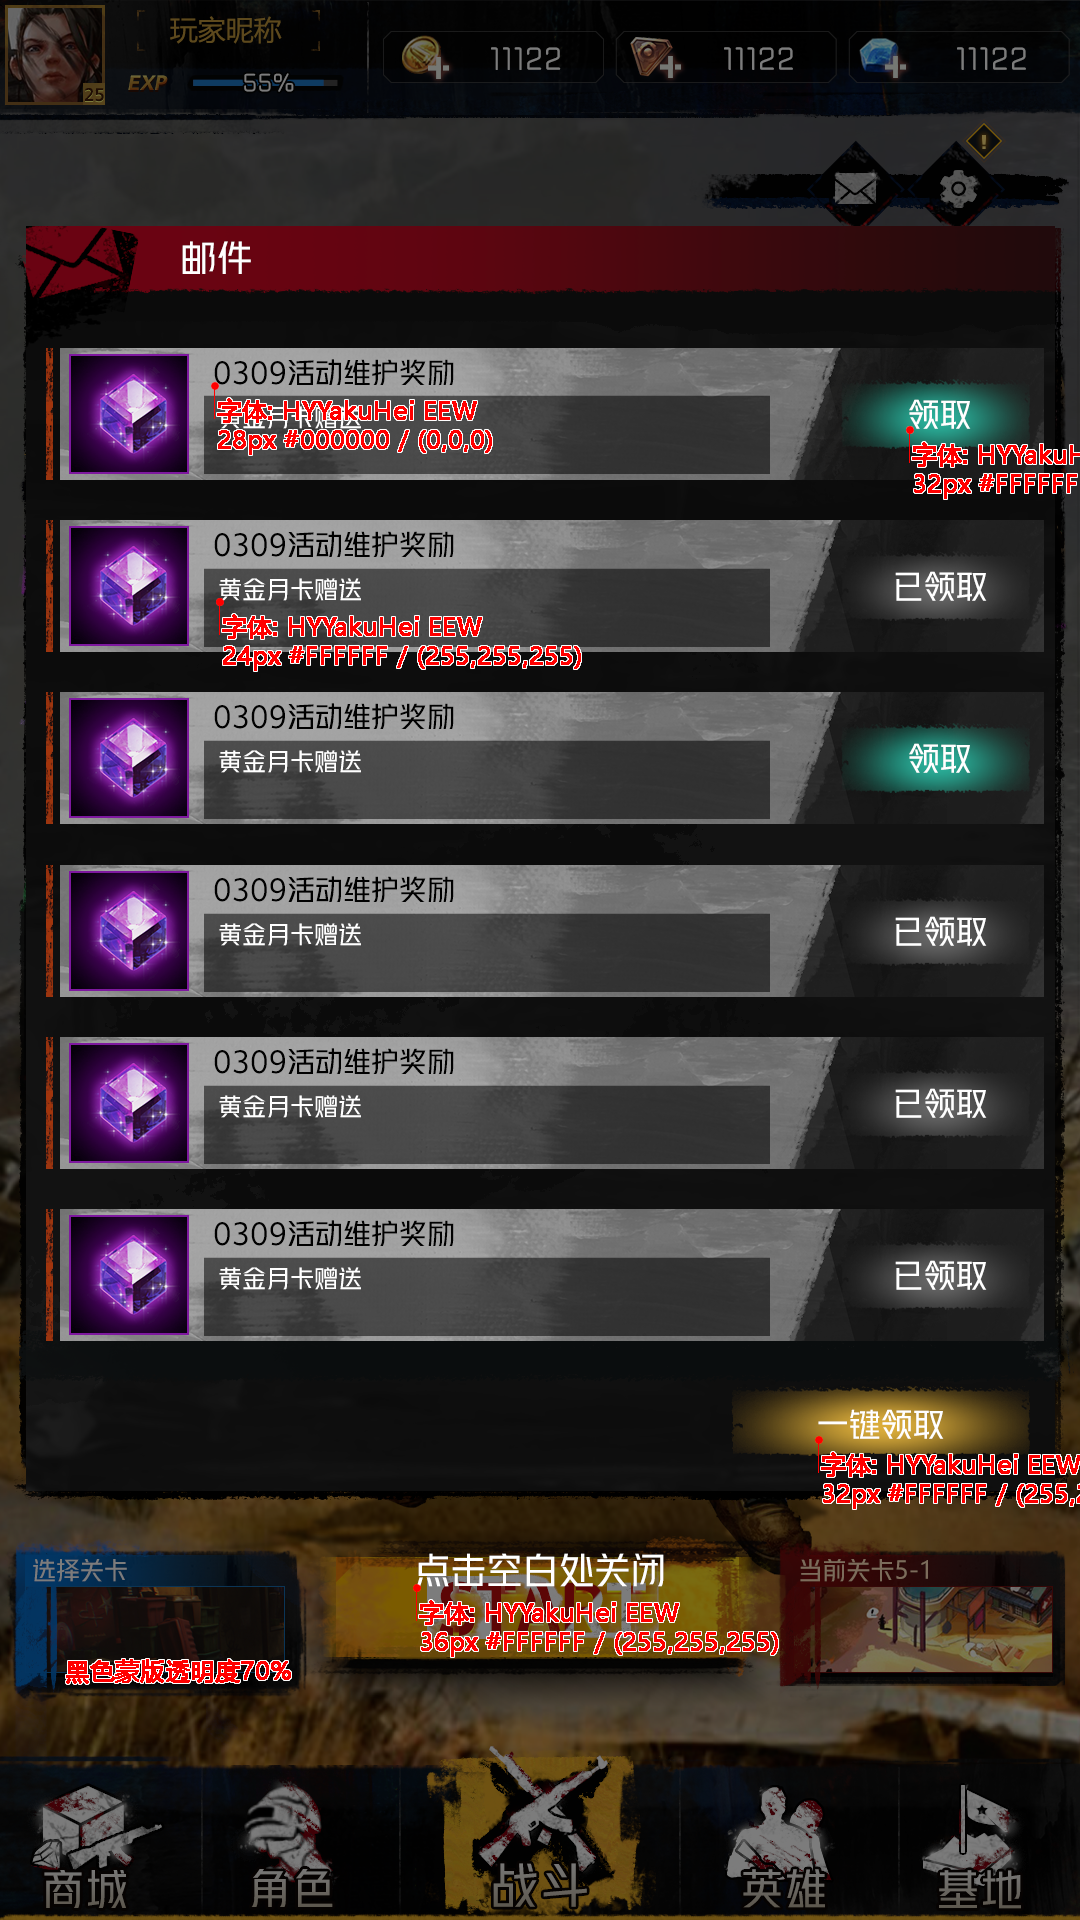 玩家昵称
25
EXP
55%
11122
11122
11122
!
邮件
0309活动维护奖励
黄金月卡赠送
字体: HYYakuHei EEW
28px #000000 / (0,0,0)
领取
字体: HYYakuH
32px #FFFFFF
0309活动维护奖励
黄金月卡赠送
字体: HYYakuHei EEW
24px #FFFFFF / (255,255,255)
已领取
0309活动维护奖励
黄金月卡赠送
领取
0309活动维护奖励
黄金月卡赠送
已领取
0309活动维护奖励
黄金月卡赠送
已领取
0309活动维护奖励
黄金月卡赠送
已领取
一键领取
字体: HYYakuHei EEW
32px #FFFFFF / (255,2
选择关卡
点击空白处关闭
START
字体: HYYakuHei EEW
36px #FFFFFF / (255,255,255)
当前关卡5-1
黑色蒙版透明度70%
商城
角色
战斗
英雄
基地